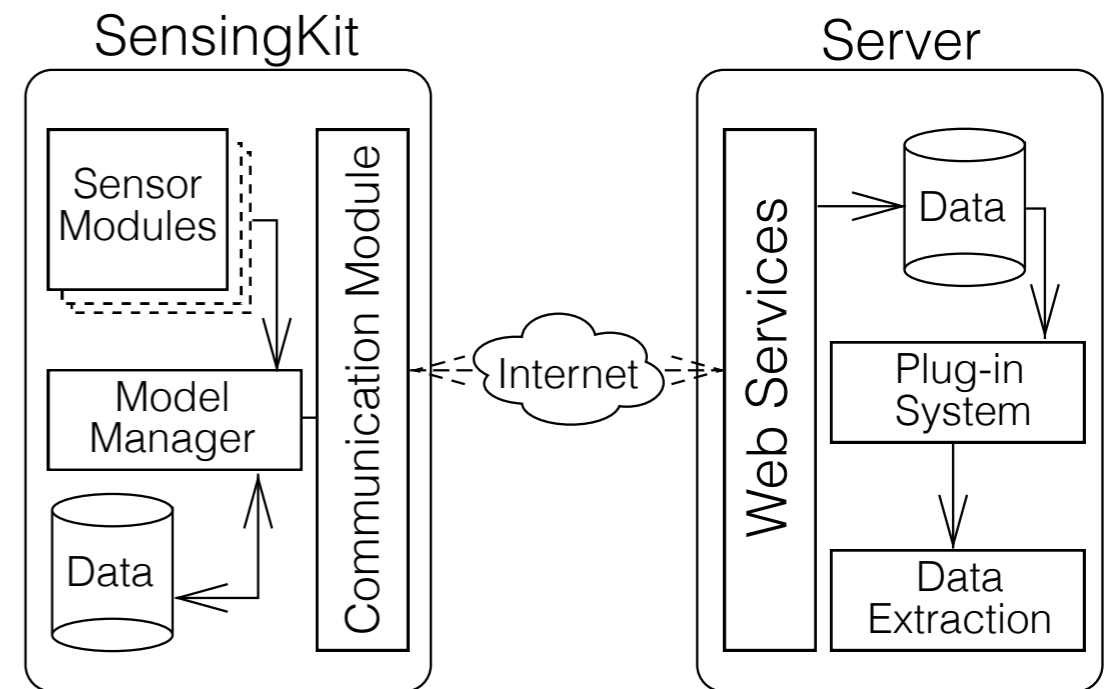 SensingKit
Sensor
Modules
Model
Manager
Data
Communication Module
Internet
Server
Web Services
Data
Plug-in
System
Data
Extraction